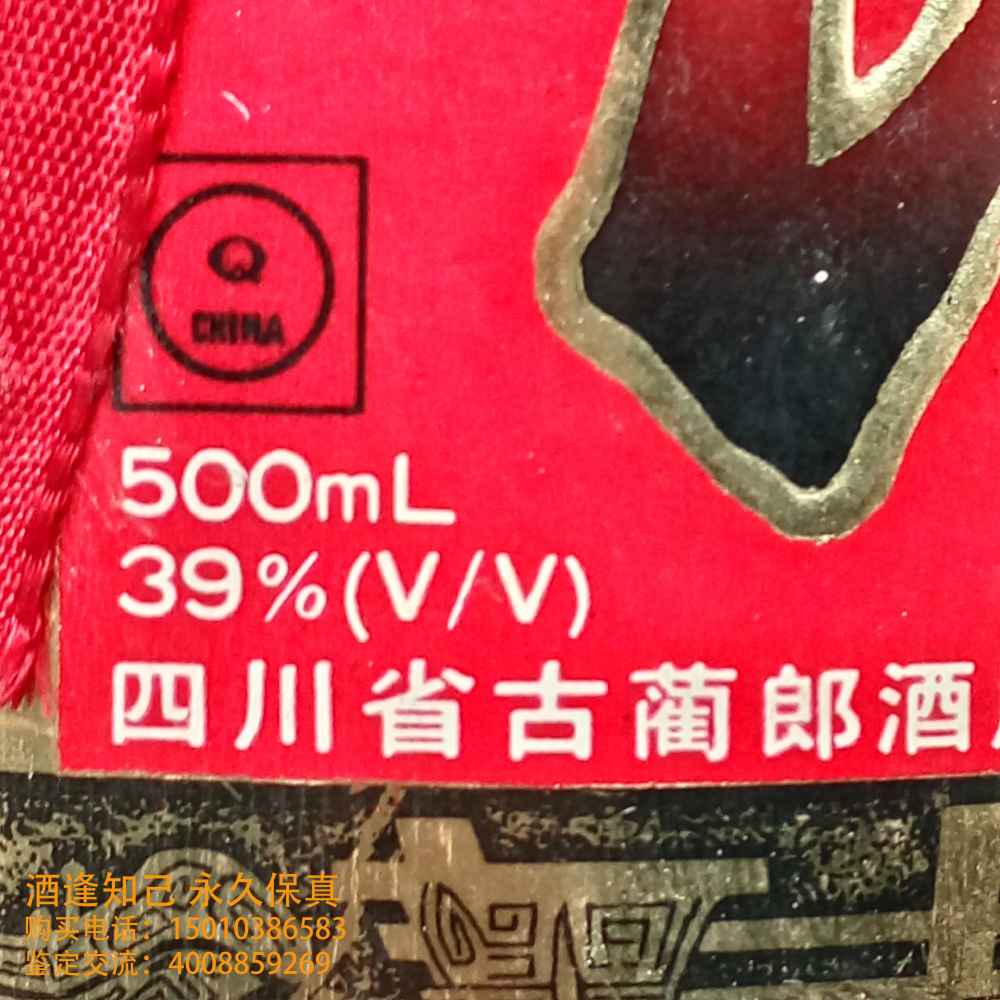 Q
CHINA
500mL
39%(V/V)
四川省古蔺郎酒
酒逢知己 永久保真
购买电话：15010386583
鉴定交流：4008859269